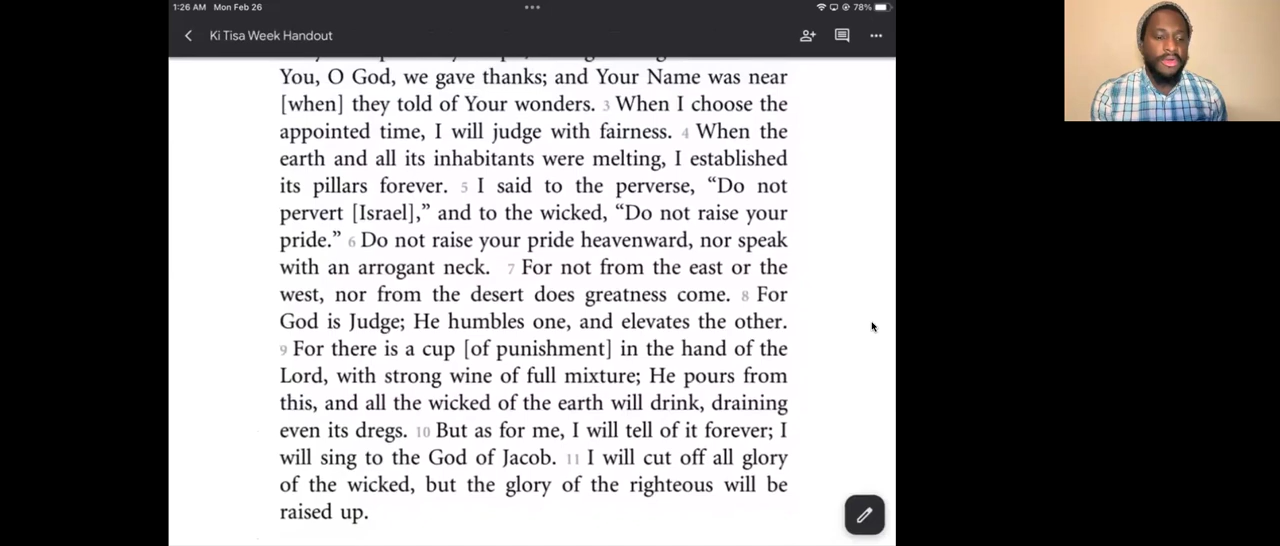 1:26 AM Mon Feb 26
78%
Ki Tisa Week Handout
You, O God, we gave thanks; and Your Name was near
[when] they told of Your wonders. 3 When I choose the
appointed time, I will judge with fairness. 4 When the
earth and all its inhabitants were melting, I established
its pillars forever. 5 I said to the perverse, “Do not
pervert [Israel],” and to the wicked, “Do not raise your
pride.” 6 Do not raise your pride heavenward, nor speak
with an arrogant neck. 7 For not from the east or the
west, nor from the desert does greatness come. 8 For
God is Judge; He humbles one, and elevates the other.
9 For there is a cup [of punishment] in the hand of the
Lord, with strong wine of full mixture; He pours from
this, and all the wicked of the earth will drink, draining
even its dregs. 10 But as for me, I will tell of it forever; I
will sing to the God of Jacob. 11 I will cut off all glory
of the wicked, but the glory of the righteous will be
raised up.